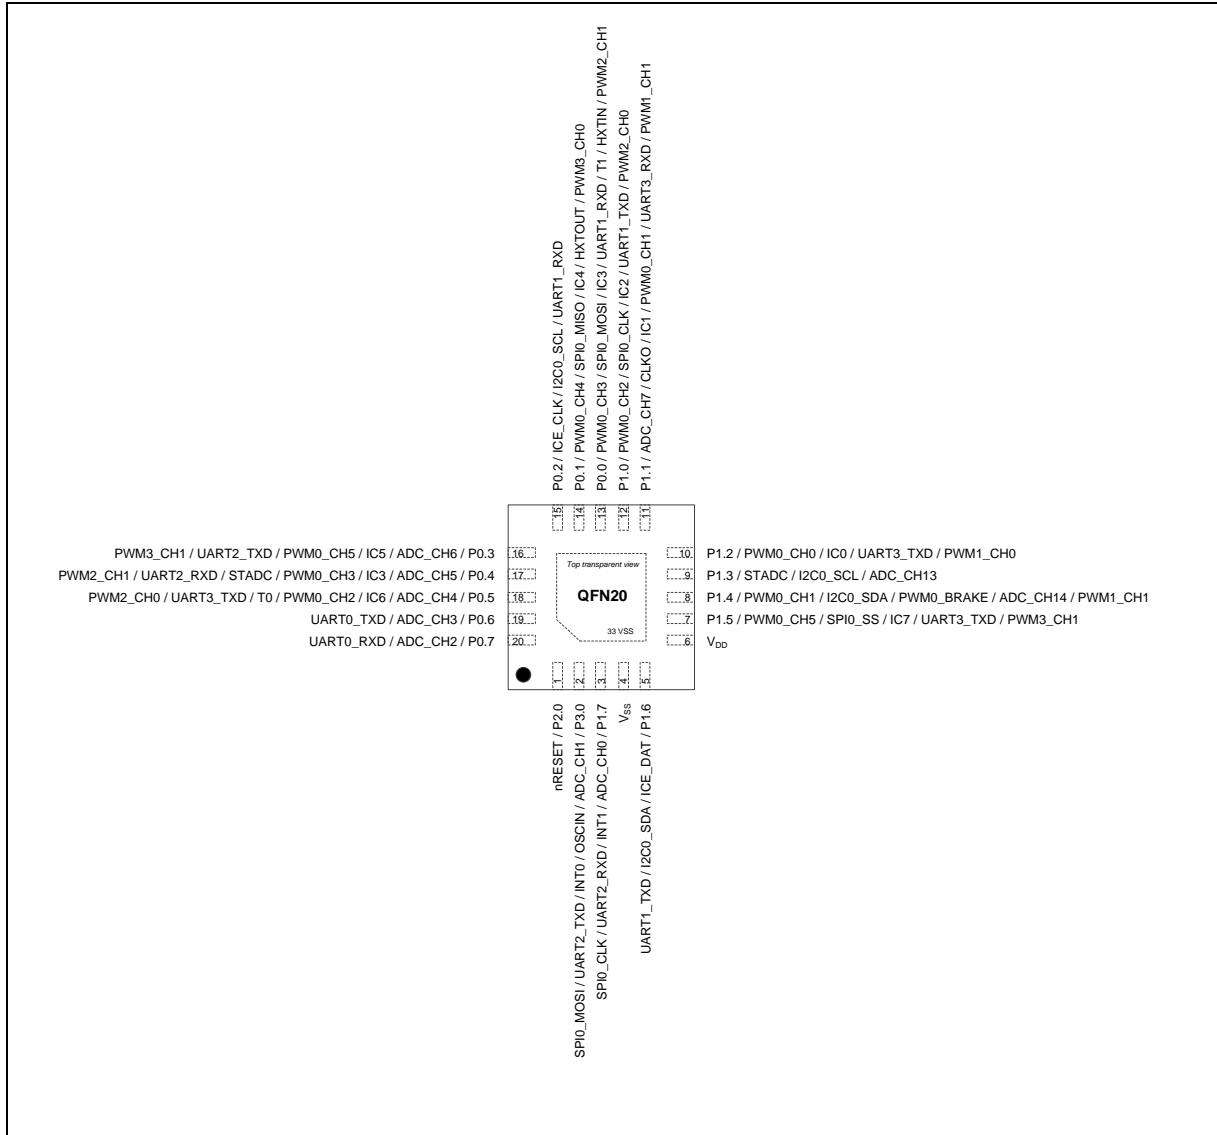 P0.2 / ICE_CLK / I2C0_SCL / UART1_RXD
P0.1 / PWM0_CH4 / SPI0_MISO / IC4 / HXTOUT / PWM3_CH0
P0.0 / PWM0_CH3 / SPI0_MOSI / IC3 / UART1_RXD / T1 / HXTIN / PWM2_CH1
P1.0 / PWM0_CH2 / SPI0_CLK / IC2 / UART1_TXD / PWM2_CH0
P1.1 / ADC_CH7 / CLKO / IC1 / PWM0_CH1 / UART3_RXD / PWM1_CH1
15 14 13 12 11
PWM3_CH1 / UART2_TXD / PWM0_CH5 / IC5 / ADC_CH6 / P0.3 16
PWM2_CH1 / UART2_RXD / STADC / PWM0_CH3 / IC3 / ADC_CH5 / P0.4 17
PWM2_CH0 / UART3_TXD / T0 / PWM0_CH2 / IC6 / ADC_CH4 / P0.5 18
UART0_TXD / ADC_CH3 / P0.6 19
UART0_RXD / ADC_CH2 / P0.7 20
Top transparent view
QFN20
33 VSS
10 P1.2 / PWM0_CH0 / IC0 / UART3_TXD / PWM1_CH0
9 P1.3 / STADC / I2C0_SCL / ADC_CH13
8 P1.4 / PWM0_CH1 / I2C0_SDA / PWM0_BRAKE / ADC_CH14 / PWM1_CH1
7 P1.5 / PWM0_CH5 / SPI0_SS / IC7 / UART3_TXD / PWM3_CH1
6 VDD
1 2 3 4 5
nRESET / P2.0
SPI0_MOSI / UART2_TXD / INT0 / OSCIN / ADC_CH1 / P3.0
SPI0_CLK / UART2_RXD / INT1 / ADC_CH0 / P1.7
VSS
UART1_TXD / I2C0_SDA / ICE_DAT / P1.6